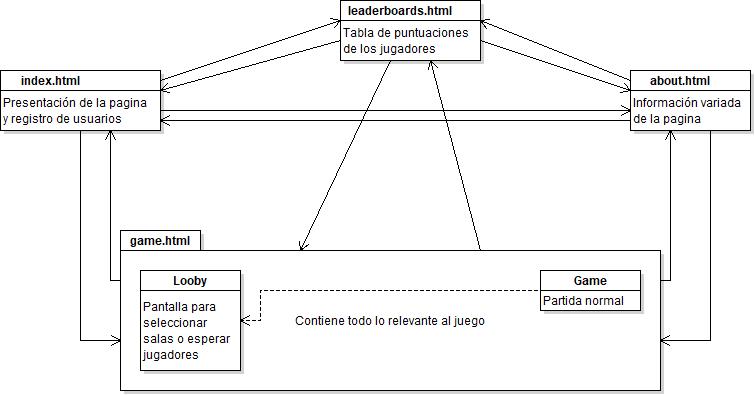 leaderboards.html
Tabla de puntuaciones
de los jugadores
index.html
Presentación de la pagina
y registro de usuarios
about.html
Información variada
de la pagina
game.html
Looby
Pantalla para
seleccionar
salas o esperar
jugadores
Contiene todo lo relevante al juego
Game
Partida normal